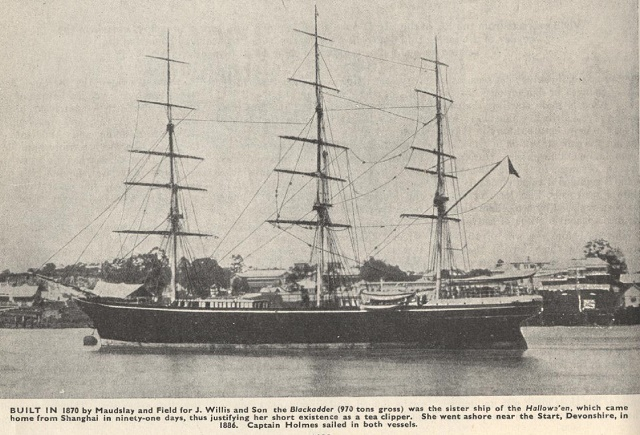 BUILT IN 1870 by Maudslay and Field for J. Willis and Son the Blackadder (970 tons gross) was the sister ship of the Hallowe'en, which came
home from Shanghai in ninety-one days, thus justifying her short existence as a tea clipper. She went ashore near the Start, Devonshire, in
1886. Captain Holmes sailed in both vessels.